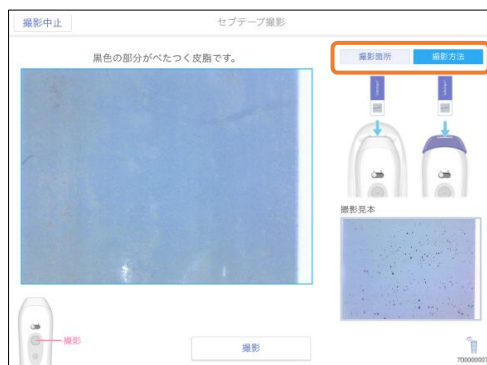 撮影中止
セブテープ撮影
黒色の部分がべたつく皮脂です。
撮影箇所
撮影方法
撮影見本
撮影
撮影